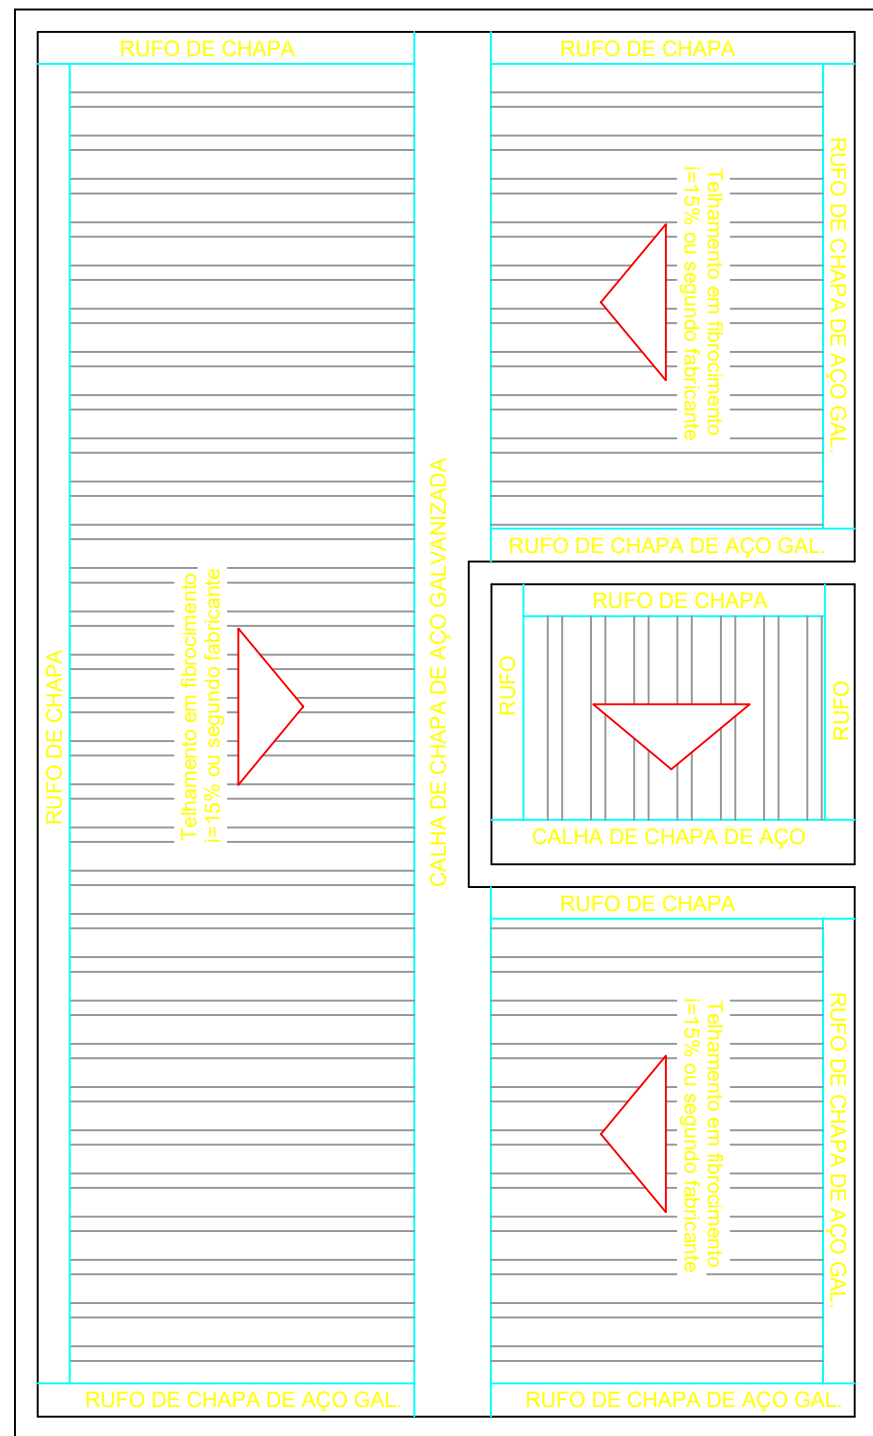 RUFO DE CHAPA
RUFO DE CHAPA
RUFO DE CHAPA DE AÇO GAL.
Telhamento em fibrocimento
i=15% ou segundo fabricante
RUFO DE CHAPA DE AÇO GAL.
CALHA DE CHAPA DE AÇO GALVANIZADA
Telhamento em fibrocimento
i=15% ou segundo fabricante
RUFO DE CHAPA
RUFO DE CHAPA
RUFO
RUFO
CALHA DE CHAPA DE AÇO
RUFO DE CHAPA
Telhamento em fibrocimento
i=15% ou segundo fabricante
RUFO DE CHAPA DE AÇO GAL.
RUFO DE CHAPA DE AÇO GAL.
RUFO DE CHAPA DE AÇO GAL.